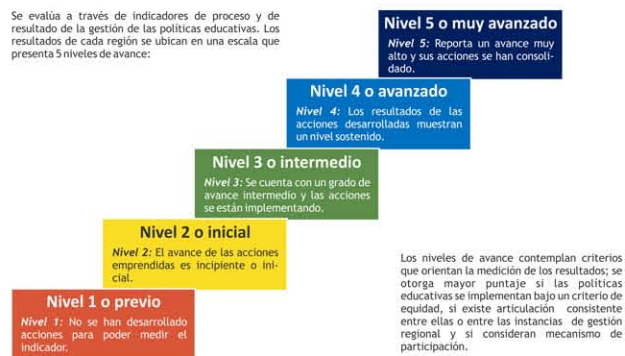 Se evalúa a través de indicadores de proceso y de
resultado de la gestión de las políticas educativas. Los
resultados de cada región se ubican en una escala que
presenta 5 niveles de avance:
Nivel 5 o muy avanzado
Nivel 5: Reporta un avance muy
alto y sus acciones se han consoli-
dado.
Nivel 4 o avanzado
Nivel 4: Los resultados de las
acciones desarrolladas muestran
un nivel sostenido.
Nivel 3 o intermedio
Nivel 3: Se cuenta con un grado de
avance intermedio y las acciones
se están implementando.
Nivel 2 o inicial
Nivel 2: El avance de las acciones
emprendidas es incipiente o ini-
cial.
Nivel 1 o previo
Nivel 1: No se han desarrollado
acciones para poder medir el
indicador.
Los niveles de avance contemplan criterios
que orientan la medición de los resultados; se
otorga mayor puntaje si las políticas
educativas se implementan bajo un criterio de
equidad, si existe articulación consistente
entre ellas o entre las instancias de gestión
regional y si consideran mecanismo de
participación.